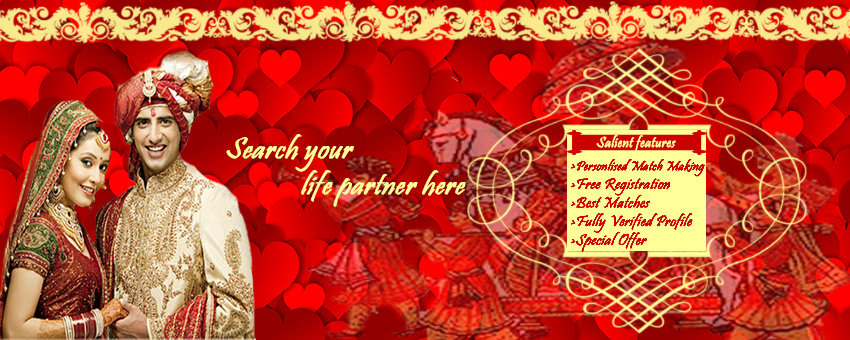 Search your
life partner here
Salient features
>Personlised Match Making
>Free Registration
>Best Matches
>Fully Verified Profile
>Special Offer